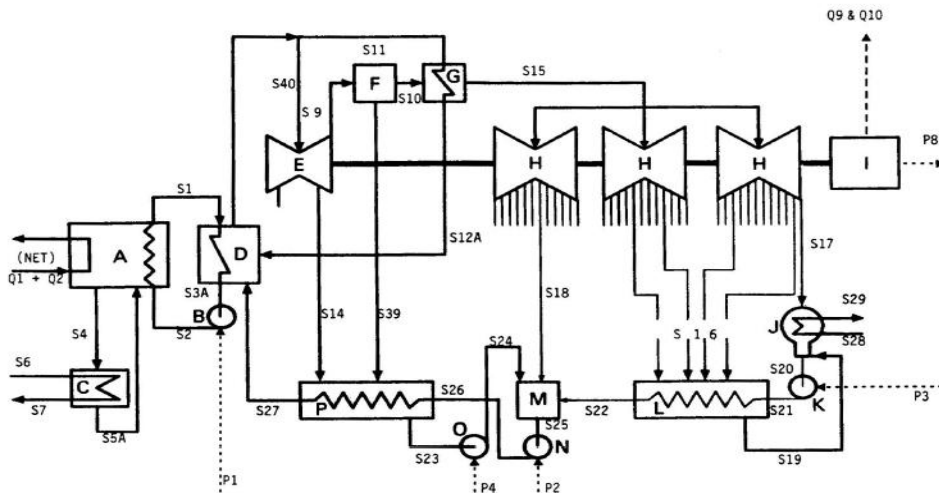 Q9 & Q10
S11
S15
F
G
S40
S10
S 9
P8
E
H
H
H
I
S1
S12A
S17
(NET)
A
D
Q1 + Q2
S3A
S18
S29
B
S14
S39
J
S28
S4
S2
S 1 6
S24
S6
S20
C
K
P3
S26
M
S7
S27
P
S22
L
S21
S25
S5A
O
N
S23
S19
P1
P4
P2